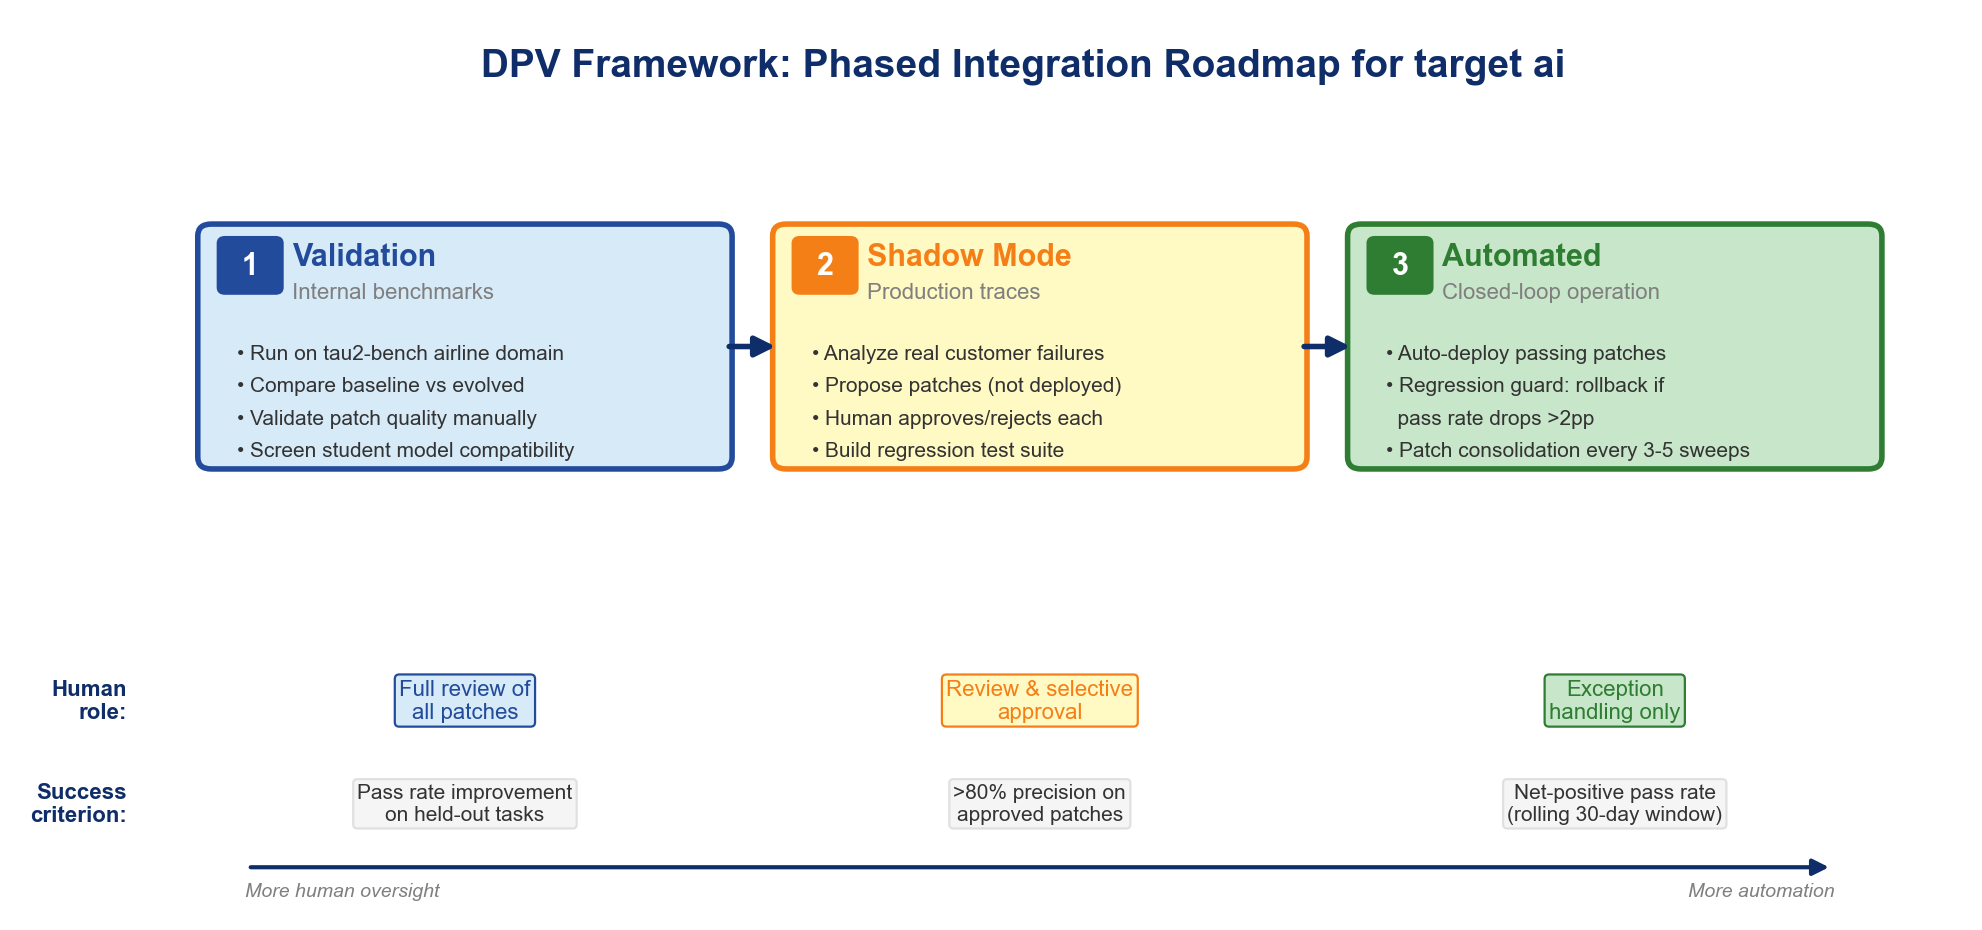 DPV Framework: Phased Integration Roadmap for target ai
1
Validation
Internal benchmarks
• Run on tau2-bench airline domain
• Compare baseline vs evolved
• Validate patch quality manually
• Screen student model compatibility
2
Shadow Mode
Production traces
• Analyze real customer failures
• Propose patches (not deployed)
• Human approves/rejects each
• Build regression test suite
3
Automated
Closed-loop operation
• Auto-deploy passing patches
• Regression guard: rollback if
pass rate drops >2pp
• Patch consolidation every 3-5 sweeps
Human
role:
Full review of
all patches
Review & selective
approval
Exception
handling only
Success
criterion:
Pass rate improvement
on held-out tasks
>80% precision on
approved patches
Net-positive pass rate
(rolling 30-day window)
More human oversight
More automation